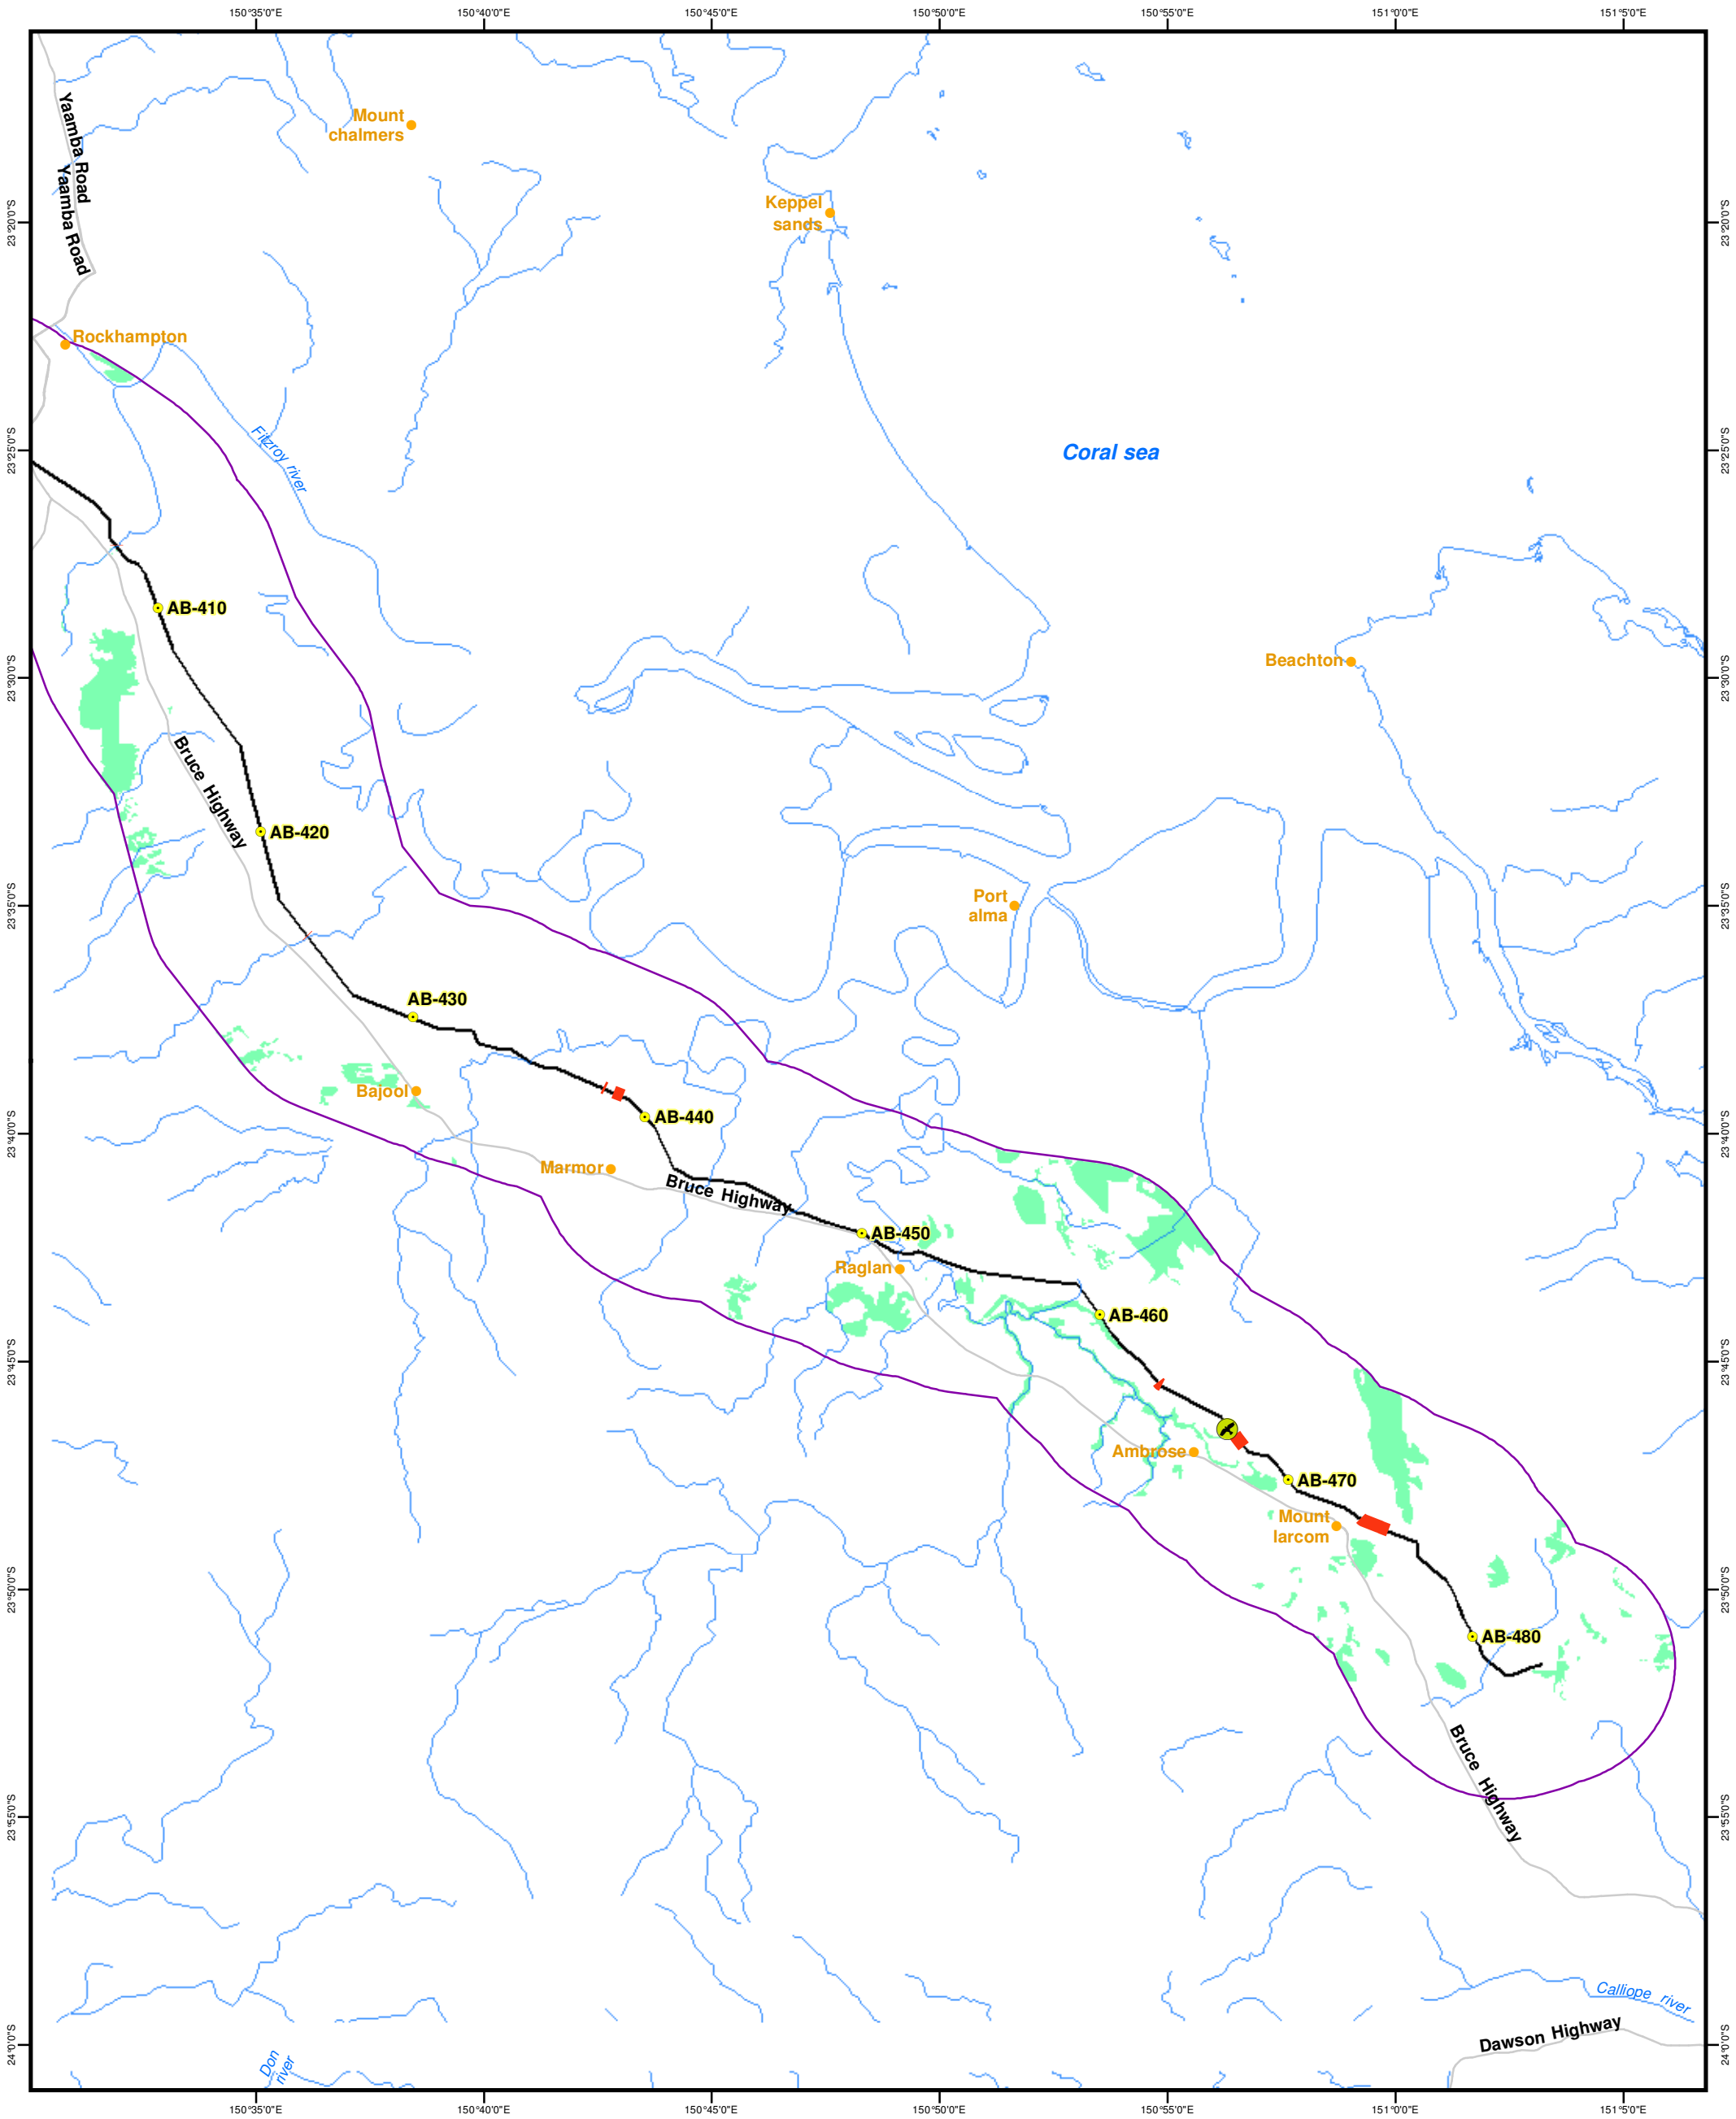 150°35'0"E
150°40'0"E
150°45'0"E
150°50'0"E
150°55'0"E
151°0'0"E
151°5'0"E
Yaamba Road
Yaamba Road
Mount
chalmers
Keppel
sands
23°20'0"S
23°20'0"S
Rockhampton
Fitzroy river
Coral sea
23°25'0"S
23°25'0"S
AB-410
Beachton
23°30'0"S
23°30'0"S
Bruce Highway
AB-420
Port
alma
23°35'0"S
23°35'0"S
AB-430
Bajool
AB-440
23°40'0"S
23°40'0"S
Marmor
Bruce Highway
AB-450
Raglan
AB-460
23°45'0"S
23°45'0"S
Ambrose
AB-470
Mount
larcom
23°50'0"S
23°50'0"S
AB-480
Bruce Highway
23°55'0"S
23°55'0"S
Calliope river
Dawson Highway
24°0'0"S
24°0'0"S
Don
river
150°35'0"E
150°40'0"E
150°45'0"E
150°50'0"E
150°55'0"E
151°0'0"E
151°5'0"E